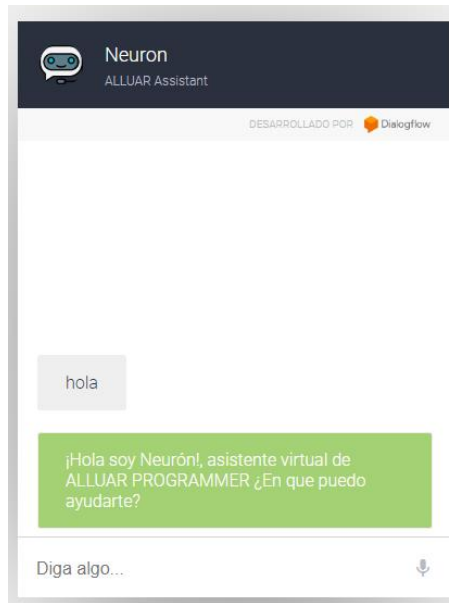 Neuron
ALLUAR Assistant
DESARROLLADO POR Dialogflow
hola
¡Hola soy Neurón!, asistente virtual de
ALLUAR PROGRAMMER ¿En que puedo
ayudarte?
Diga algo...